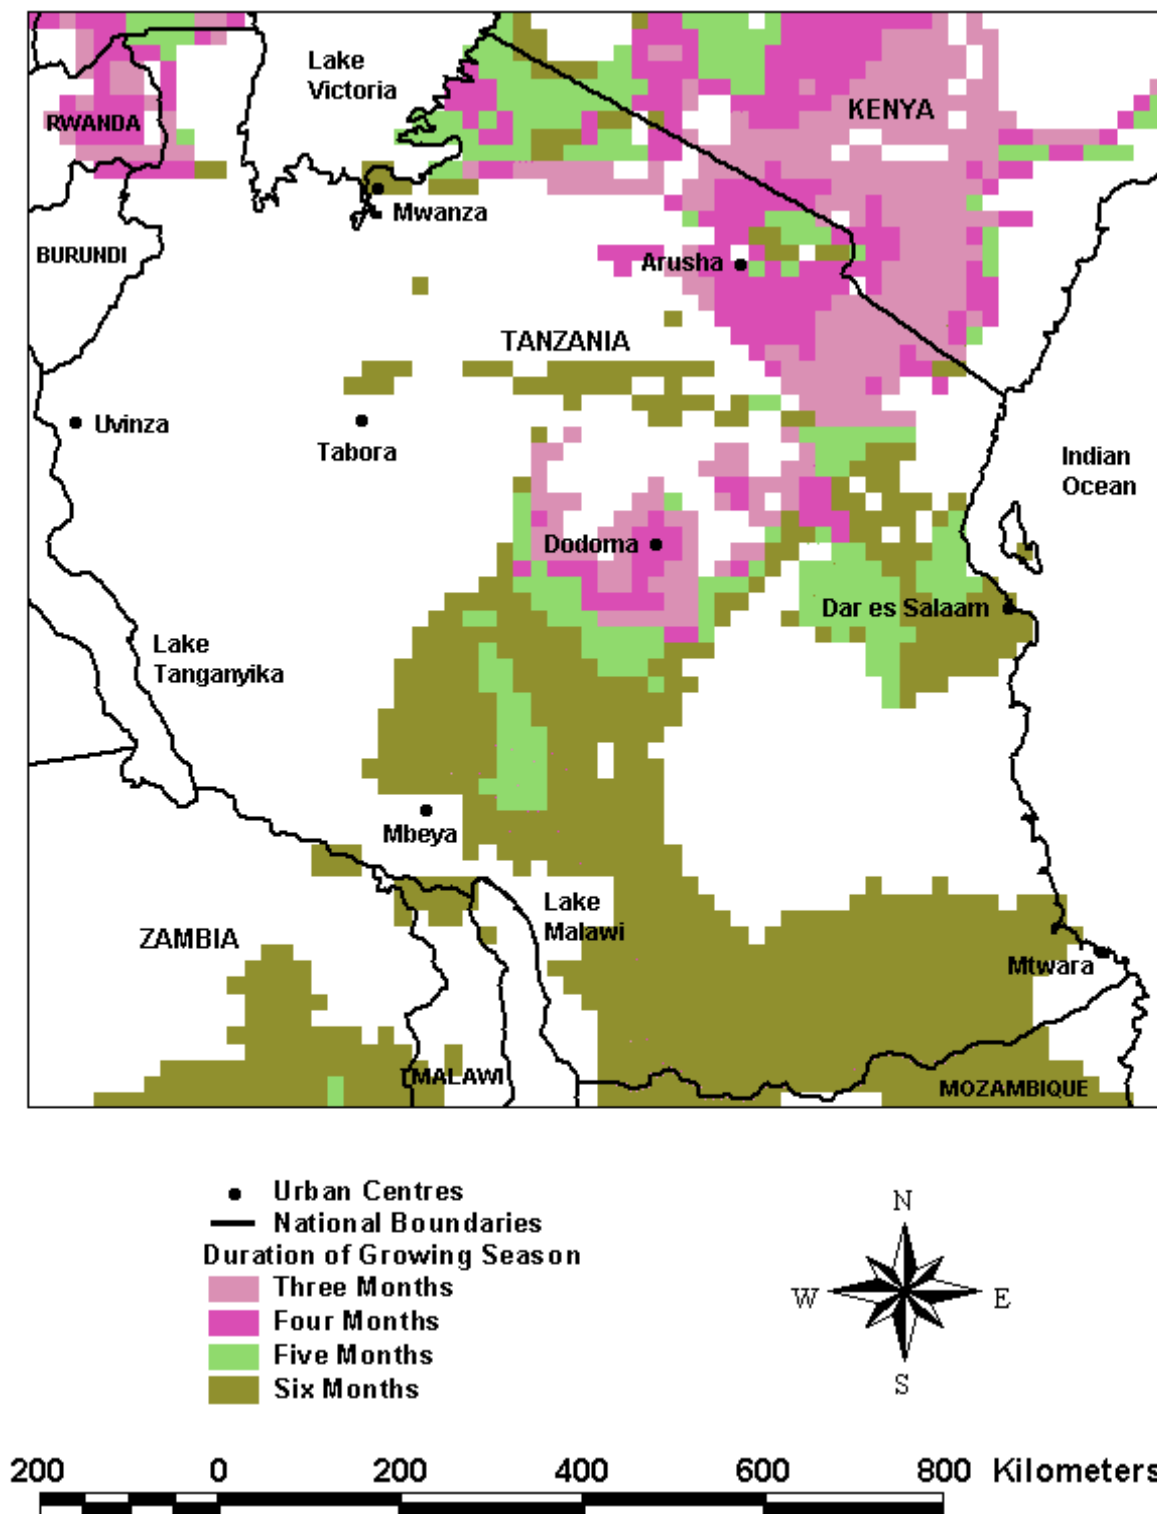 Lake
Victoria
KENYA
RWANDA
Mwanza
BURUNDI
Arusha
TANZANIA
Uvinza
Tabora
Indian
Ocean
Dodoma
Dar es Salaam
Lake
Tanganyika
Mbeya
Lake
Malawi
ZAMBIA
Mtwara
MALAWI
MOZAMBIQUE
Urban Centres
National Boundaries
Duration of Growing Season
Three Months
Four Months
Five Months
Six Months
N
W E
S
200 0 200 400 600 800 Kilometers